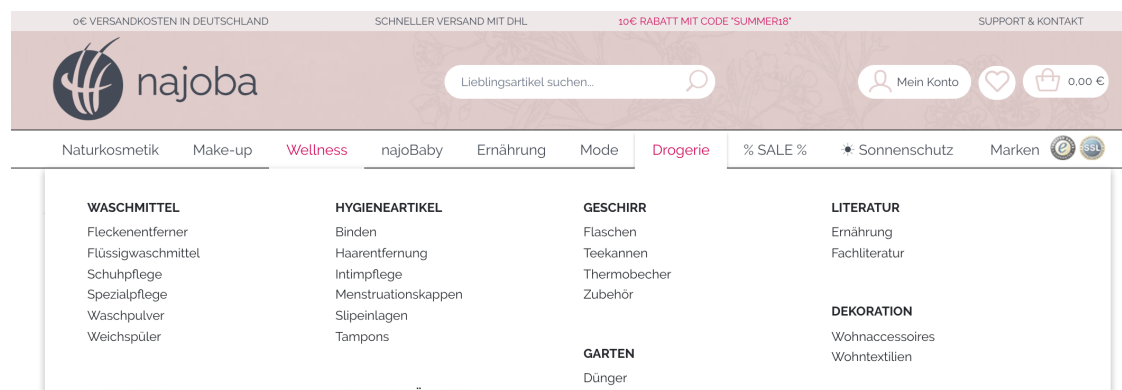 0€ VERSANDKOSTEN IN DEUTSCHLAND
SCHNELLER VERSAND MIT DHL
10€ RABATT MIT CODE "SUMMER18"
SUPPORT & KONTAKT
najoba
Lieblingsartikel suchen...
Mein Konto
0,00 €
Naturkosmetik
Make-up
Wellness
najoBaby
Ernährung
Mode
Drogerie
% SALE %
Sonnenschutz
Marken
e
SSL
WASCHMITTEL
Fleckenentferner
Flüssigwaschmittel
Schuhpflege
Spezialpflege
Waschpulver
Weichspüler
HYGIENEARTIKEL
Binden
Haarentfernung
Intimpflege
Menstruationskappen
Slipeinlagen
Tampons
GESCHIRR
Flaschen
Teekannen
Thermobecher
Zubehör
GARTEN
Dünger
LITERATUR
Ernährung
Fachliteratur
DEKORATION
Wohnaccessoires
Wohntextilien